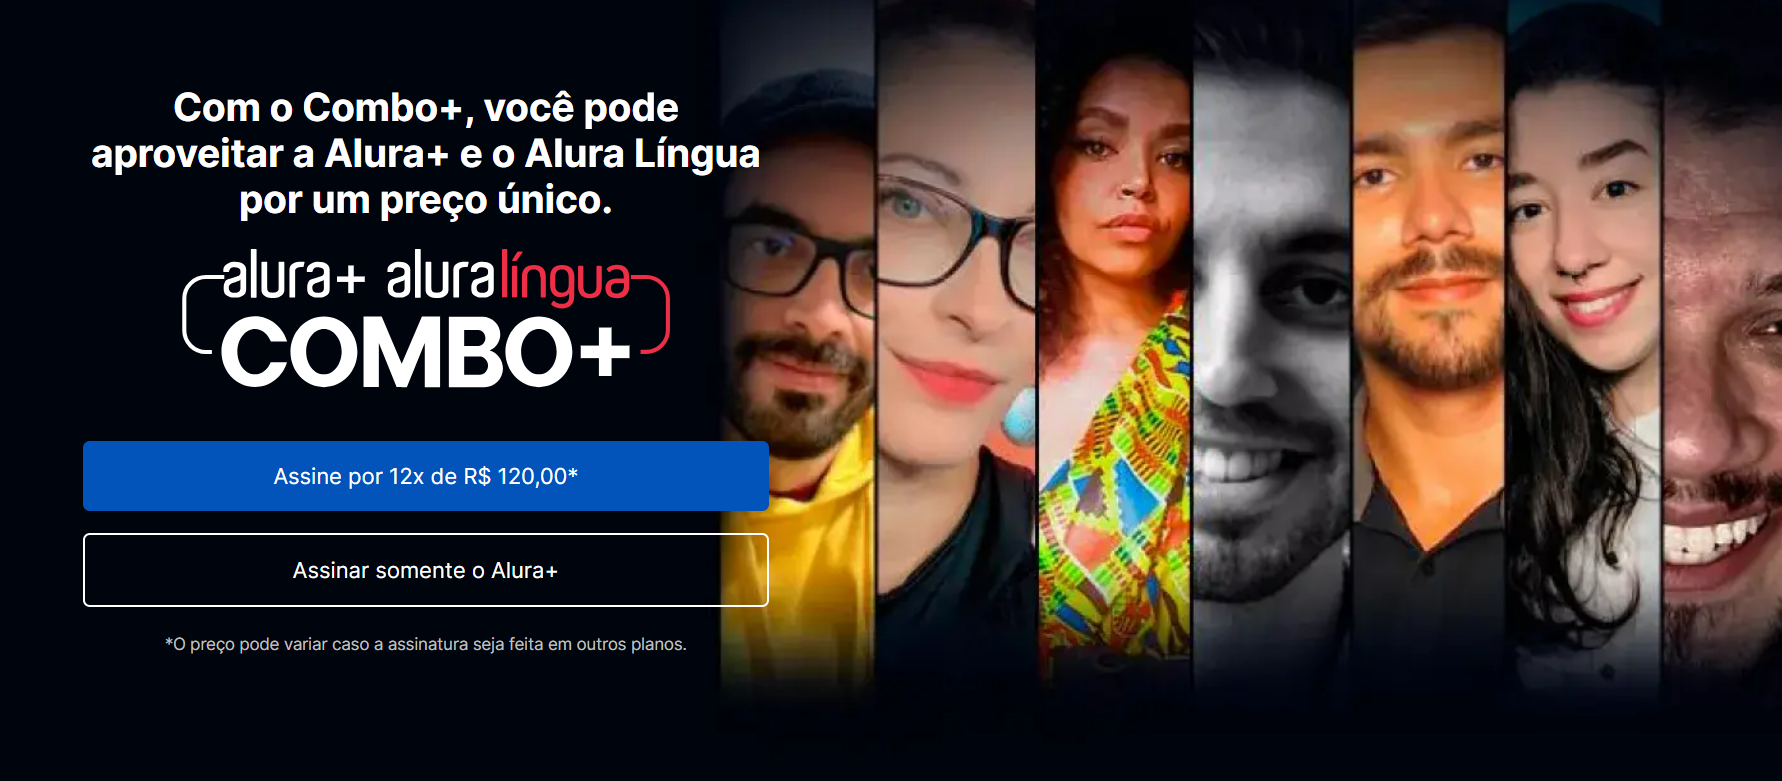 Com o Combo+, você pode
aproveitar a Alura+ e o Alura Língua
por um preço único.
alura+ aluralíngua
COMBO+
Assine por 12x de R$ 120,00*
Assinar somente o Alura+
*O preço pode variar caso a assinatura seja feita em outros planos.